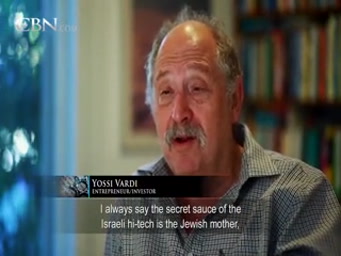 CBN.com
YOSSI VARDI
ENTREPRENEUR/INVESTOR
I always say the secret sauce of the
Israeli hi-tech is the Jewish mother,